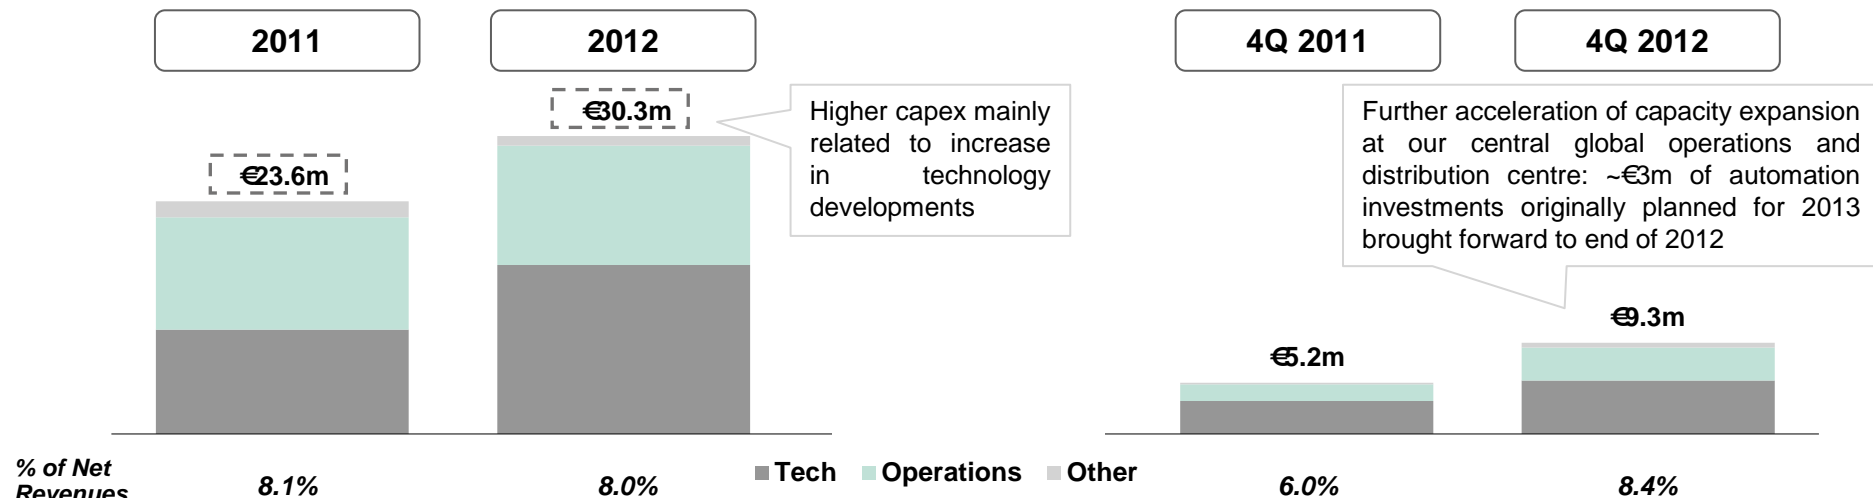 2011
2012
4Q 2011
4Q 2012
€23.6m
€30.3m
Higher capex mainly
related to increase
in technology
developments
Further acceleration of capacity expansion
at our central global operations and
distribution centre: ~€3m of automation
investments originally planned for 2013
brought forward to end of 2012
€5.2m
€9.3m
% of Net
Revenues
8.1%
8.0%
Tech Operations Other
6.0%
8.4%